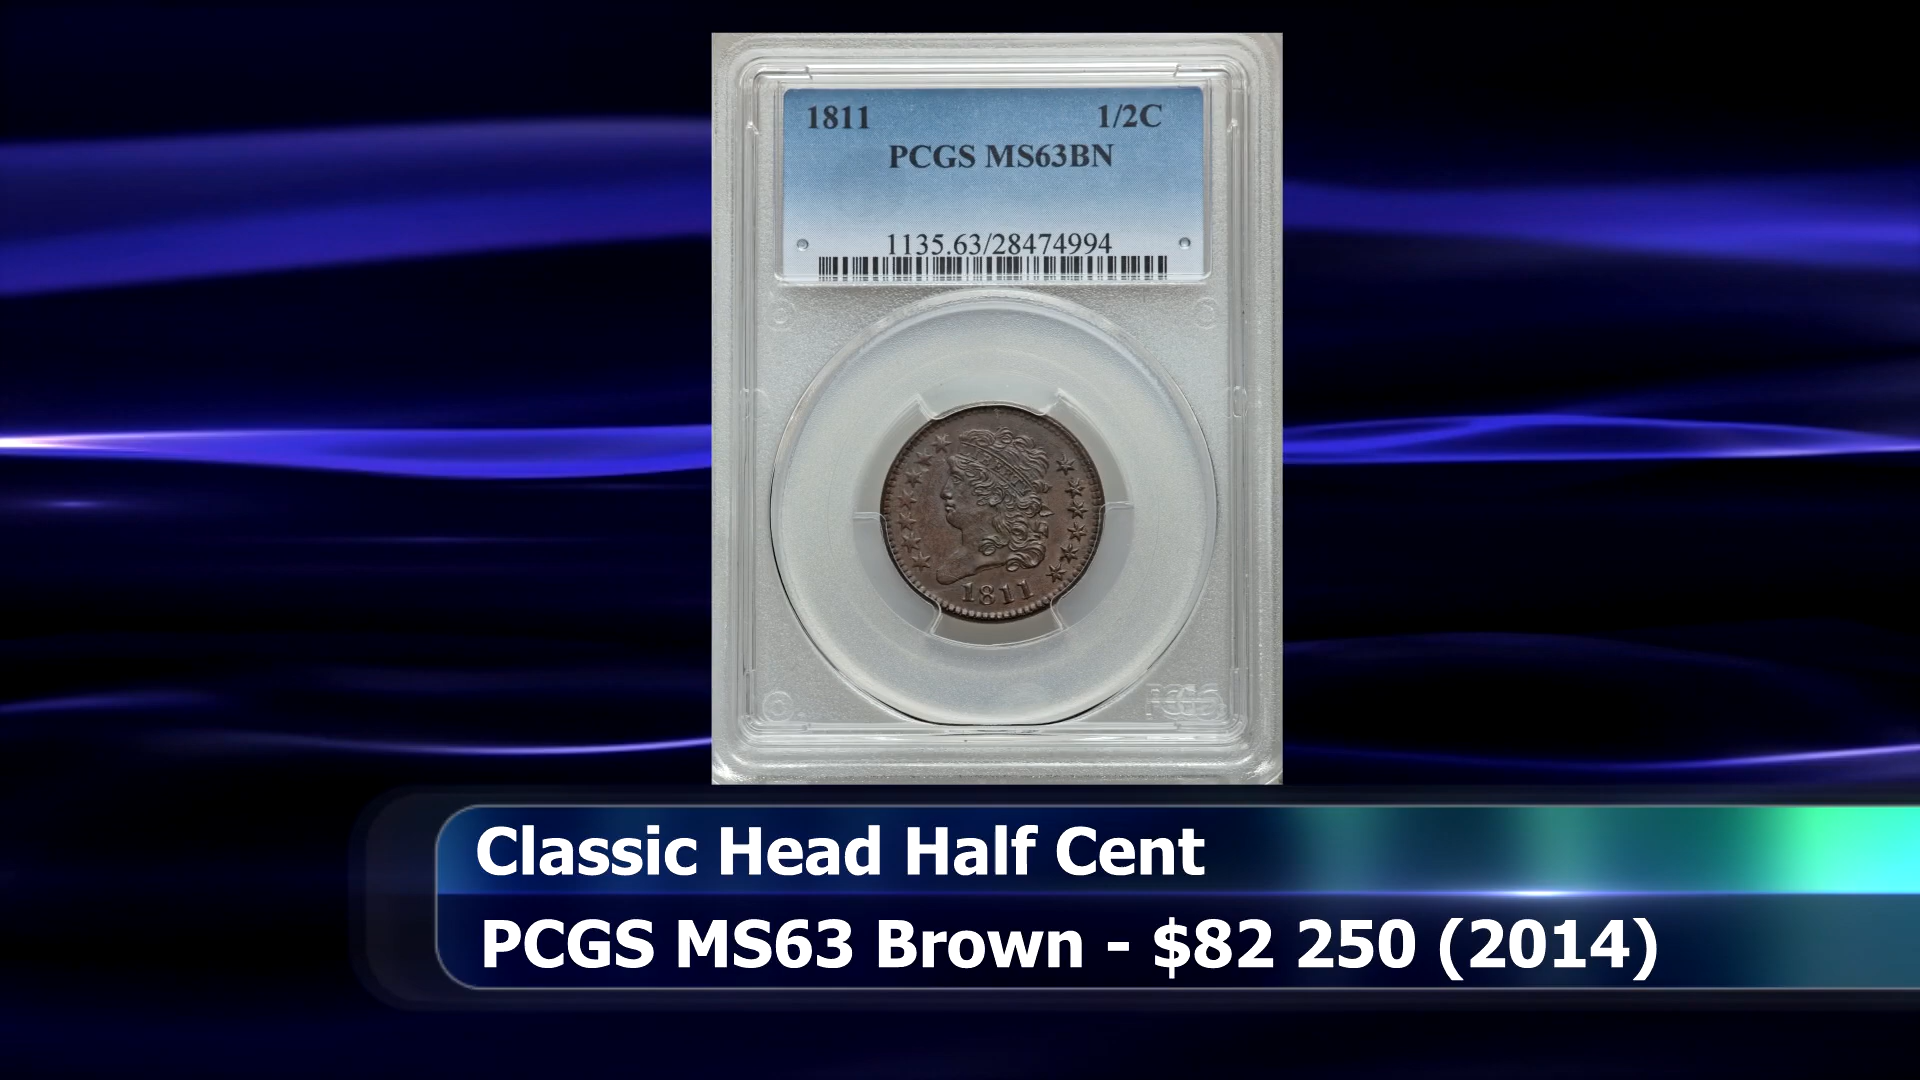 1811 1/2C
PCGS MS63BN
1135.63/28474994
1811
PCGS
Classic Head Half Cent
PCGS MS63 Brown - $82 250 (2014)